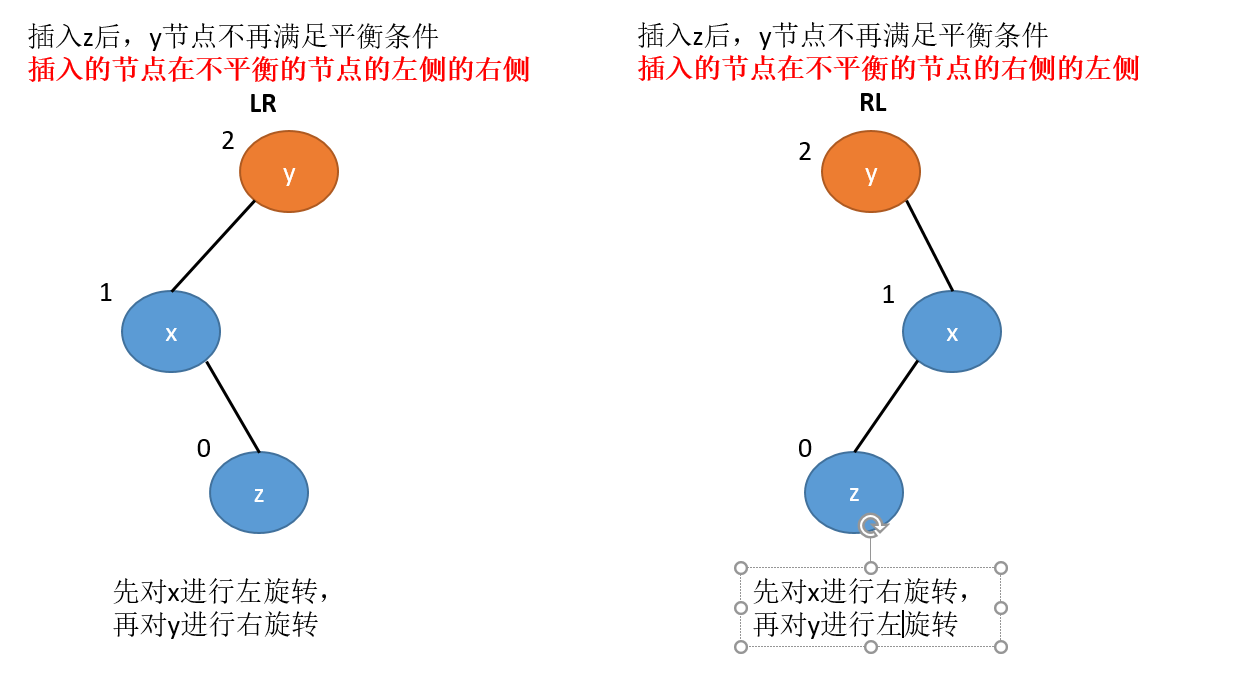 插入z后，y节点不再满足平衡条件
插入的节点在不平衡的节点的左侧的右侧
LR
2
y
1
x
0
z
先对x进行左旋转，
再对y进行右旋转
插入z后，y节点不再满足平衡条件
插入的节点在不平衡的节点的右侧的左侧
RL
2
y
1
x
0
z
先对x进行右旋转，
再对y进行左旋转